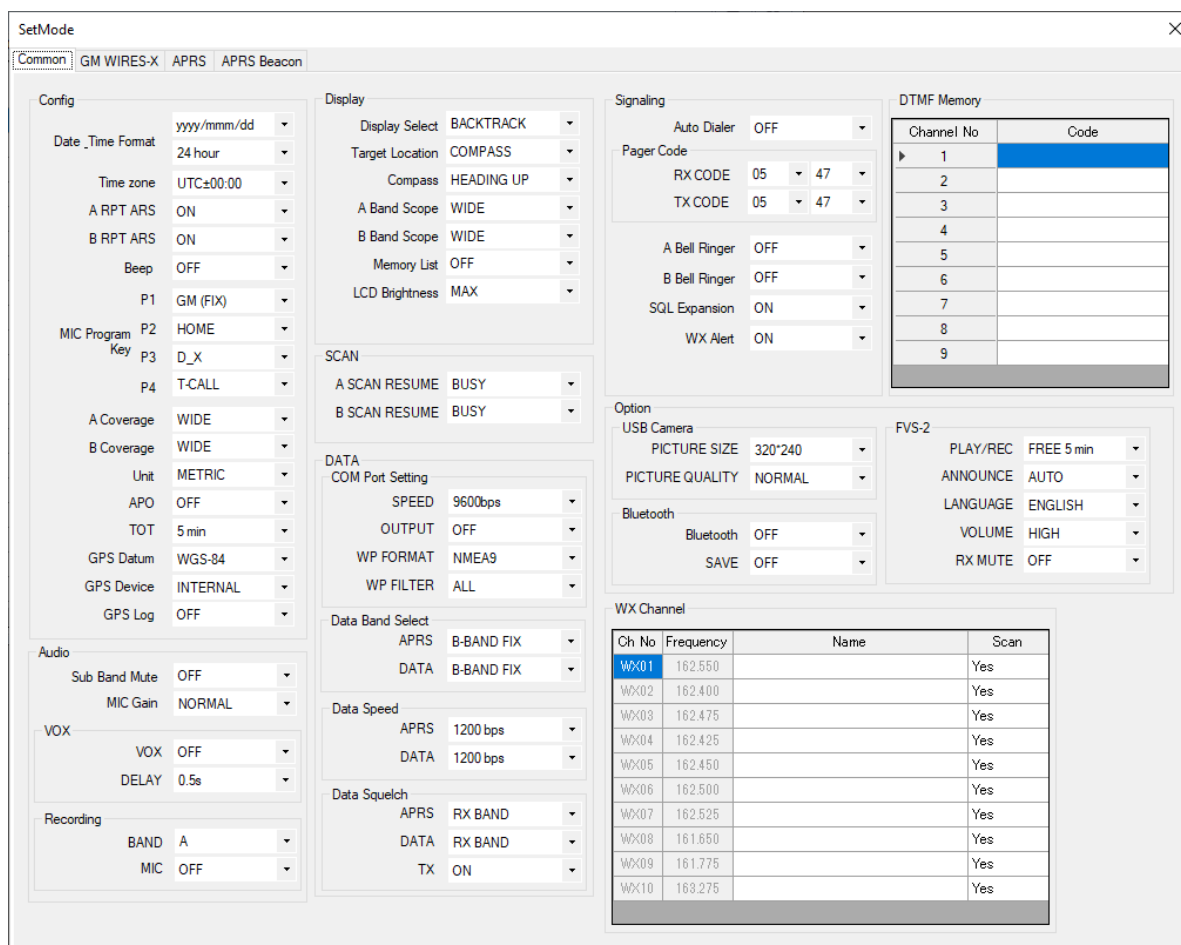 SetMode
Common GM WIRES-X APRS APRS Beacon
Config
Date _Time Format yyyy/mmm/dd
24 hour
Time zone UTC±00:00
A RPT ARS ON
B RPT ARS ON
Beep OFF
MIC Program Key
P1 GM (FIX)
P2 HOME
P3 D_X
P4 T-CALL
A Coverage WIDE
B Coverage WIDE
Unit METRIC
APO OFF
TOT 5 min
GPS Datum WGS-84
GPS Device INTERNAL
GPS Log OFF
Audio
Sub Band Mute OFF
MIC Gain NORMAL
VOX
VOX OFF
DELAY 0.5s
Recording
BAND A
MIC OFF
Display
Display Select BACKTRACK
Target Location COMPASS
Compass HEADING UP
A Band Scope WIDE
B Band Scope WIDE
Memory List OFF
LCD Brightness MAX
SCAN
A SCAN RESUME BUSY
B SCAN RESUME BUSY
DATA
COM Port Setting
SPEED 9600bps
OUTPUT OFF
WP FORMAT NMEA9
WP FILTER ALL
Data Band Select
APRS B-BAND FIX
DATA B-BAND FIX
Data Speed
APRS 1200 bps
DATA 1200 bps
Data Squelch
APRS RX BAND
DATA RX BAND
TX ON
Signaling
Auto Dialer OFF
Pager Code
RX CODE 05 47
TX CODE 05 47
A Bell Ringer OFF
B Bell Ringer OFF
SQL Expansion ON
WX Alert ON
DTMF Memory
Channel No Code
1
2
3
4
5
6
7
8
9
Option
USB Camera
PICTURE SIZE 320*240
PICTURE QUALITY NORMAL
Bluetooth
Bluetooth OFF
SAVE OFF
FVS-2
PLAY/REC FREE 5 min
ANNOUNCE AUTO
LANGUAGE ENGLISH
VOLUME HIGH
RX MUTE OFF
WX Channel
Ch No Frequency Name Scan
WX01 162.550 Yes
WX02 162.400 Yes
WX03 162.475 Yes
WX04 162.425 Yes
WX05 162.450 Yes
WX06 162.500 Yes
WX07 162.525 Yes
WX08 161.650 Yes
WX09 161.775 Yes
WX10 163.275 Yes